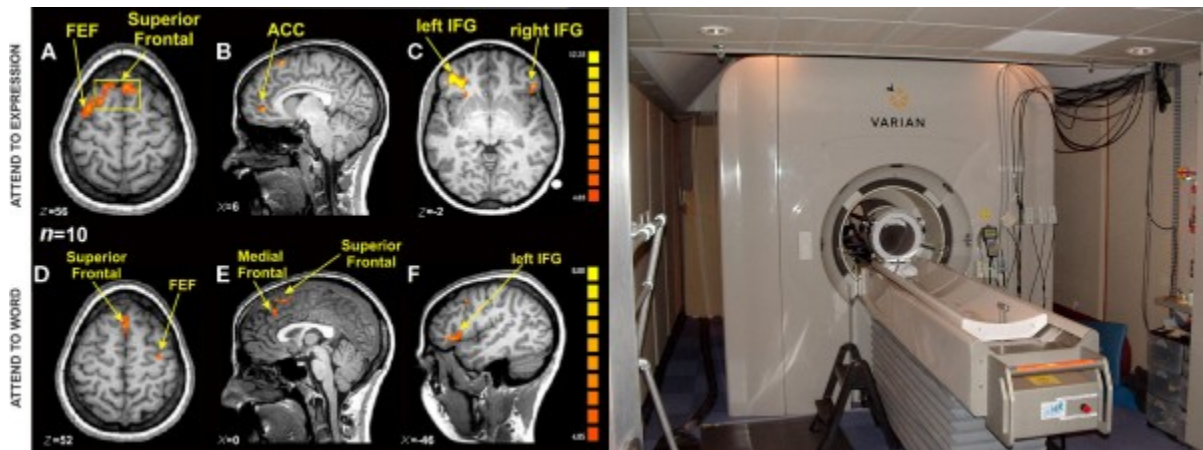 ATTEND TO EXPRESSION
A
FEF
Superior
Frontal
Z=56
B
ACC
X=6
C
left IFG
right IFG
Z=-2
n=10
ATTEND TO WORD
D
Superior
Frontal
FEF
Z=52
E
Medial
Frontal
Superior
Frontal
X=0
F
left IFG
X=-46
VARIAN